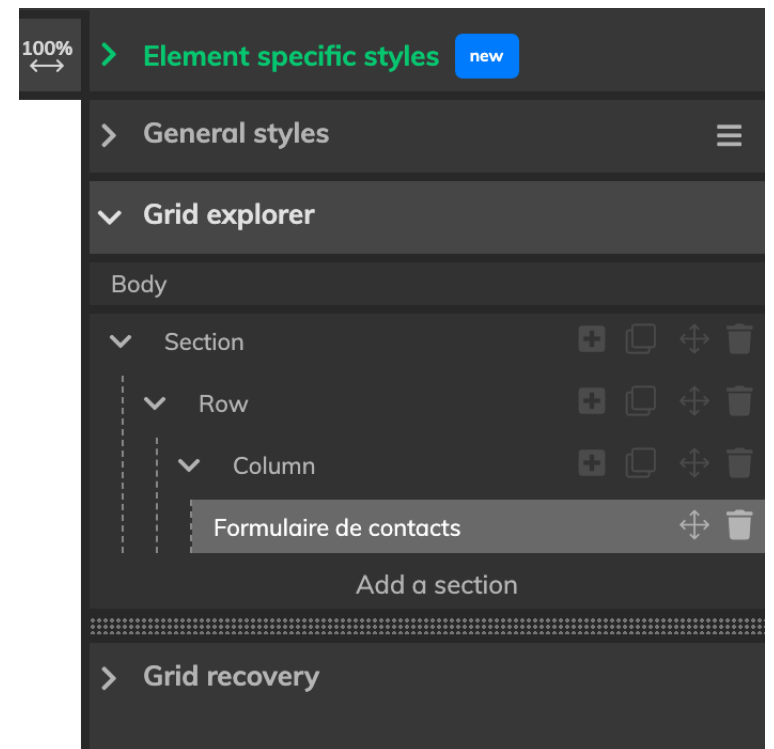 100%
Element specific styles new
General styles
Grid explorer
Body
Section
Row
Column
Formulaire de contacts
Add a section
Grid recovery